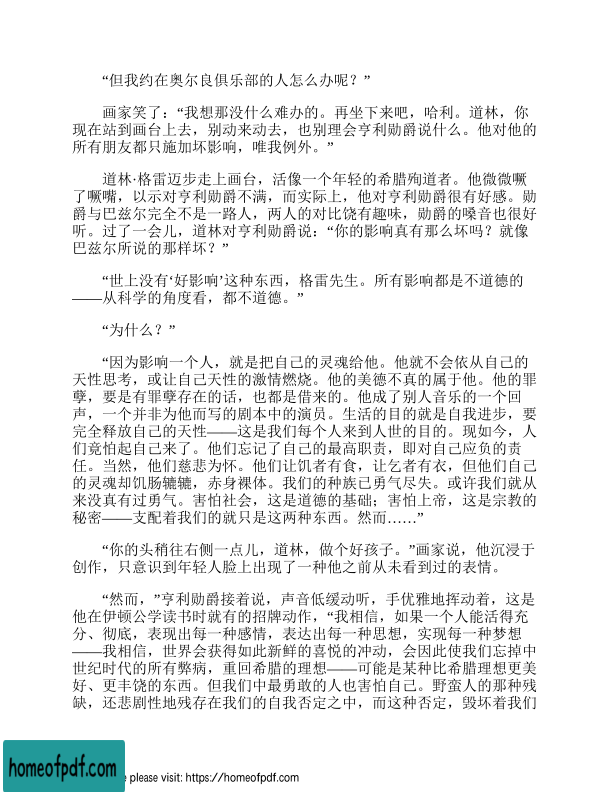 “但我约在奥尔良俱乐部的人怎么办呢？”
画家笑了：“我想那没什么难办的。再坐下来吧，哈利。道林，你
现在站到画台上去，别动来动去，也别理会亨利勋爵说什么。他对他的
所有朋友都只施加坏影响，唯我例外。”
道林·格雷迈步走上画台，活像一个年轻的希腊殉道者。他微微噘
了噘嘴，以示对亨利勋爵不满，而实际上，他对亨利勋爵很有好感。勋
爵与巴兹尔完全不是一路人，两人的对比饶有趣味，勋爵的嗓音也很好
听。过了一会儿，道林对亨利勋爵说：“你的影响真有那么坏吗？就像
巴兹尔所说的那样坏？”
“世上没有‘好影响’这种东西，格雷先生。所有影响都是不道德的
——从科学的角度看，都不道德。”
“为什么？”
“因为影响一个人，就是把自己的灵魂给他。他就不会依从自己的
天性思考，或让自己天性的激情燃烧。他的美德不真的属于他。他的罪
孽，要是有罪孽存在的话，也都是借来的。他成了别人音乐的一个回
声，一个并非为他而写的剧本中的演员。生活的目的就是自我进步，要
完全释放自己的天性——这是我们每个人来到人世的目的。现如今，人
们竟怕起自己来了。他们忘记了自己的最高职责，即对自己应负的责
任。当然，他们慈悲为怀。他们让饥者有食，让乞者有衣，但他们自己
的灵魂却饥肠辘辘，赤身裸体。我们的种族已勇气尽失。或许我们就从
来没真有过勇气。害怕社会，这是道德的基础；害怕上帝，这是宗教的
秘密——支配着我们的就只是这两种东西。然而……”
“你的头稍往右侧一点儿，道林，做个好孩子。”画家说，他沉浸于
创作，只意识到年轻人脸上出现了一种他之前从未看到过的表情。
“然而，”亨利勋爵接着说，声音低缓动听，手优雅地挥动着，这是
他在伊顿公学读书时就有的招牌动作，“我相信，如果一个人能活得充
分、彻底，表现出每一种感情，表达出每一种思想，实现每一种梦想
——我相信，世界会获得如此新鲜的喜悦的冲动，会因此使我们忘掉中
世纪时代的所有弊病，重回希腊的理想——可能是某种比希腊理想更美
好、更丰饶的东西。但我们中最勇敢的人也害怕自己。野蛮人的那种残
缺，还悲剧性地残存在我们的自我否定之中，而这种否定，毁坏着我们
homeofpdf.com
e please visit: https://homeofpdf.com